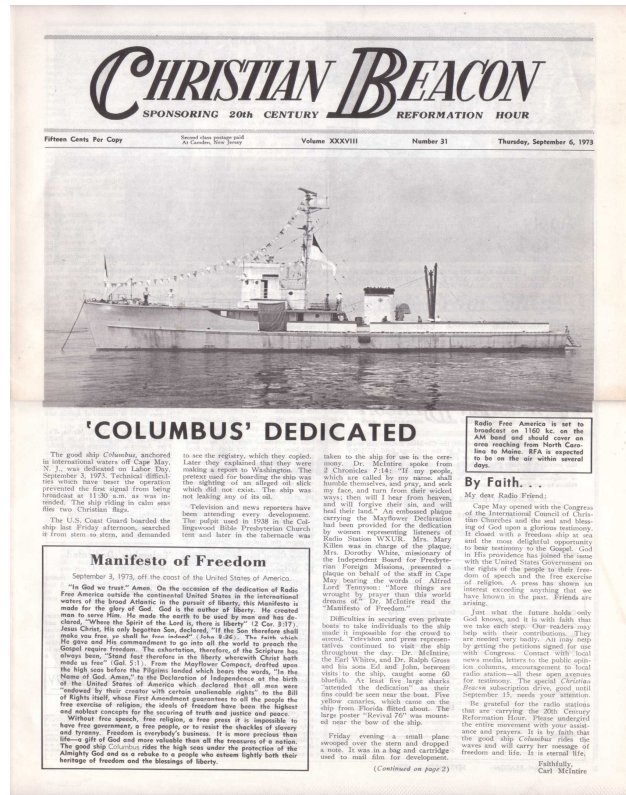 CHRISTIAN BEACON
SPONSORING 20th CENTURY REFORMATION HOUR
Fifteen Cents Per Copy
Second class postage paid
At Camden, New Jersey
Volume XXXVIII
Number 31
Thursday, September 6, 1973
'COLUMBUS' DEDICATED
The good ship Columbus, anchored
in international waters off Cape May,
N. J., was dedicated on Labor Day,
September 3, 1973. Technical difficul-
ties which have beset the operation
prevented the first signal from being
broadcast at 11:30 a.m. as was in-
tended. The ship riding in calm seas
flies two Christian flags.
The U.S. Coast Guard boarded the
ship last Friday afternoon, searched
it from stem to stern, and demanded
to see the registry, which they copied.
Later they explained that they were
making a report to Washington. The
pretext used for boarding the ship was
the sighting of an alleged oil slick
which did not exist. The ship was
not leaking any of its oil.
Television and news reporters have
been attending every development.
The pulpit used in 1938 in the Col-
lingswood Bible Presbyterian Church
tent and later in the tabernacle was
Manifesto of Freedom
September 3, 1973, off the coast of the United States of America.
"In God we trust." Amen. On the occasion of the dedication of Radio
Free America outside the continental United States in the international
waters of the broad Atlantic in the pursuit of liberty, this Manifesto is
made for the glory of God. God is the author of liberty. He created
man to serve Him. He made the earth to be used by man and has de-
clared, "Where the Spirit of the Lord is, there is liberty" (2 Cor. 3:17).
Jesus Christ, His only begotten Son, declared, "If the Son therefore shall
make you free, ye shall be free indeed" (John 8:36). The faith which
He gave and His commandment to go into all the world to preach the
Gospel require freedom. The exhortation, therefore, of the Scripture has
always been, "Stand fast therefore in the liberty wherewith Christ hath
made us free" (Gal. 5:1). From the Mayflower Compact, drafted upon
the high seas before the Pilgrims landed which bears the words, "In the
Name of God. Amen," to the Declaration of Independence at the birth
of the United States of America which declared that all men were
"endowed by their creator with certain unalienable rights" to the Bill
of Rights itself, whose First Amendment guarantees to all the people the
free exercise of religion, the ideals of freedom have been the highest
and noblest concepts for the securing of truth and justice and peace.
Without free speech, free religion, a free press it is impossible to
have free government, a free people, or to resist the shackles of slavery
and tyranny. Freedom is everybody's business. It is more precious than
life—a gift of God and more valuable than all the treasures of a nation.
The good ship Columbus rides the high seas under the protection of the
Almighty God and as a rebuke to a people who esteem lightly both their
heritage of freedom and the blessings of liberty.
taken to the ship for use in the cere-
mony. Dr. McIntire spoke from
2 Chronicles 7:14: "If my people,
which are called by my name, shall
humble themselves, and pray, and seek
my face, and turn from their wicked
ways; then will I hear from heaven,
and will forgive their sin, and will
heal their land." An embossed plaque
carrying the Mayflower Declaration
had been provided for the dedication
by women representing listeners of
Radio Station WXUR. Mrs. Mary
Killen was in charge of the plaque.
Mrs. Dorothy White, missionary of
the Independent Board for Presbyte-
rian Foreign Missions, presented a
plaque on behalf of the staff in Cape
May bearing the words of Alfred
Lord Tennyson: "More things are
wrought by prayer than this world
dreams of." Dr. McIntire read the
"Manifesto of Freedom."
Difficulties in securing even private
boats to take individuals to the ship
made it impossible for the crowd to
attend. Television and press represen-
tatives continued to visit the ship
throughout the day. Dr. McIntire,
the Earl Whites, and Dr. Ralph Grass
and his sons Ed and John, between
visits to the ship, caught some 60
bluefish. At least five large sharks
"attended the dedication" as their
fins could be seen near the boat. Five
yellow canaries, which came on the
ship from Florida flitted about. The
large poster "Revival 76" was mount-
ed near the bow of the ship.
Friday evening a small plane
swooped over the stern and dropped
a note. It was in a bag and cartridge
used to mail film for development.
(Continued on page 2)
Radio Free America is set to
broadcast on 1160 kc. on the
AM band and should cover an
area reaching from North Caro-
lina to Maine. RFA is expected
to be on the air within several
days.
By Faith. . .
My dear Radio Friend:
Cape May opened with the Congress
of the International Council of Chris-
tian Churches and the seal and bless-
ing of God upon a glorious testimony.
It closed with a freedom ship at sea
and the most delightful opportunity
to bear testimony to the Gospel. God
in His providence has joined the issue
with the United States Government on
the rights of the people to their free-
dom of speech and the free exercise
of religion. A press has shown an
interest exceeding anything that we
have known in the past. Friends are
arising.
Just what the future holds only
God knows, and it is with faith that
we take each step. Our readers may
help with their contributions. They
are needed very badly. All may help
by getting the petitions signed for use
with Congress. Contact with local
news media, letters to the public opin-
ion columns, encouragement to local
radio station—all these open avenues
for testimony. The special Christian
Beacon subscription drive, good until
September 15, needs your attention.
Be grateful for the radio stations
that are carrying the 20th Century
Reformation Hour. Please undergird
the entire movement with your assist-
ance and prayers. It is by faith that
the good ship Columbus rides the
waves and will carry her message of
freedom and life. It is eternal life.
Faithfully,
Carl McIntire